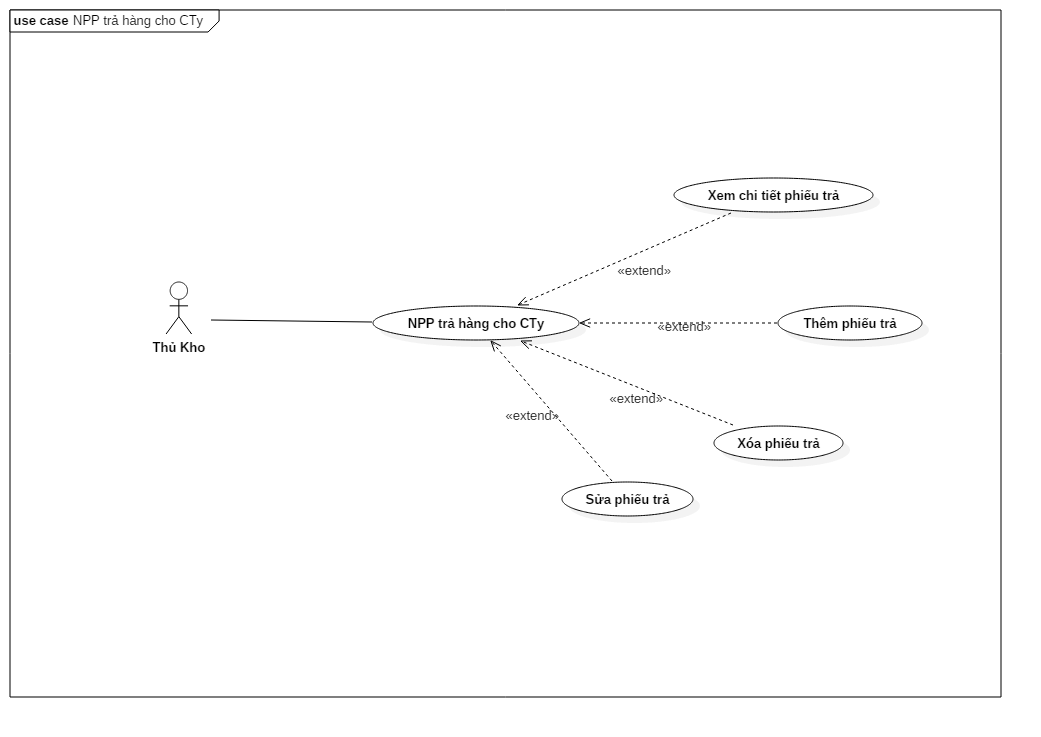 use case NPP trả hàng cho CTy
Xem chi tiết phiếu trả
«extend»
NPP trả hàng cho CTy
«extend»
Thêm phiếu trả
Thủ Kho
«extend»
«extend»
Xóa phiếu trả
Sửa phiếu trả